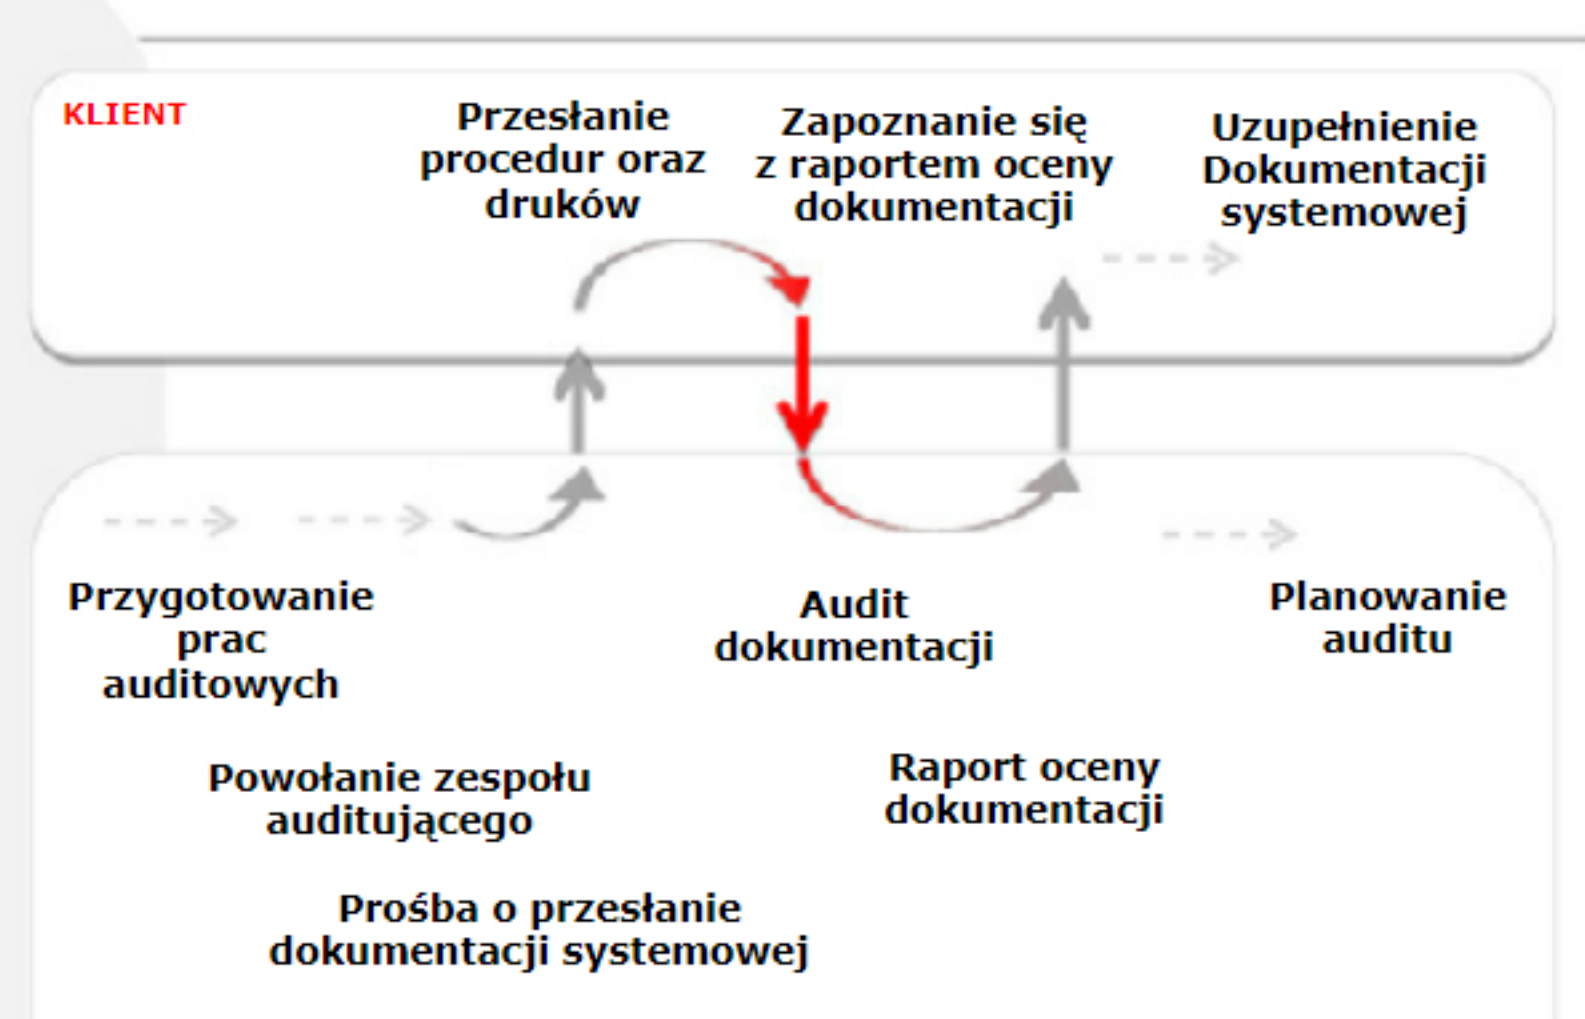 KLIENT
Przesłanie
procedur oraz
druków
Zapoznanie się
z raportem oceny
dokumentacji
Uzupełnienie
Dokumentacji
systemowej
Przygotowanie
prac
auditowych
Audit
dokumentacji
Planowanie
auditu
Powołanie zespołu
auditującego
Raport oceny
dokumentacji
Prośba o przesłanie
dokumentacji systemowej